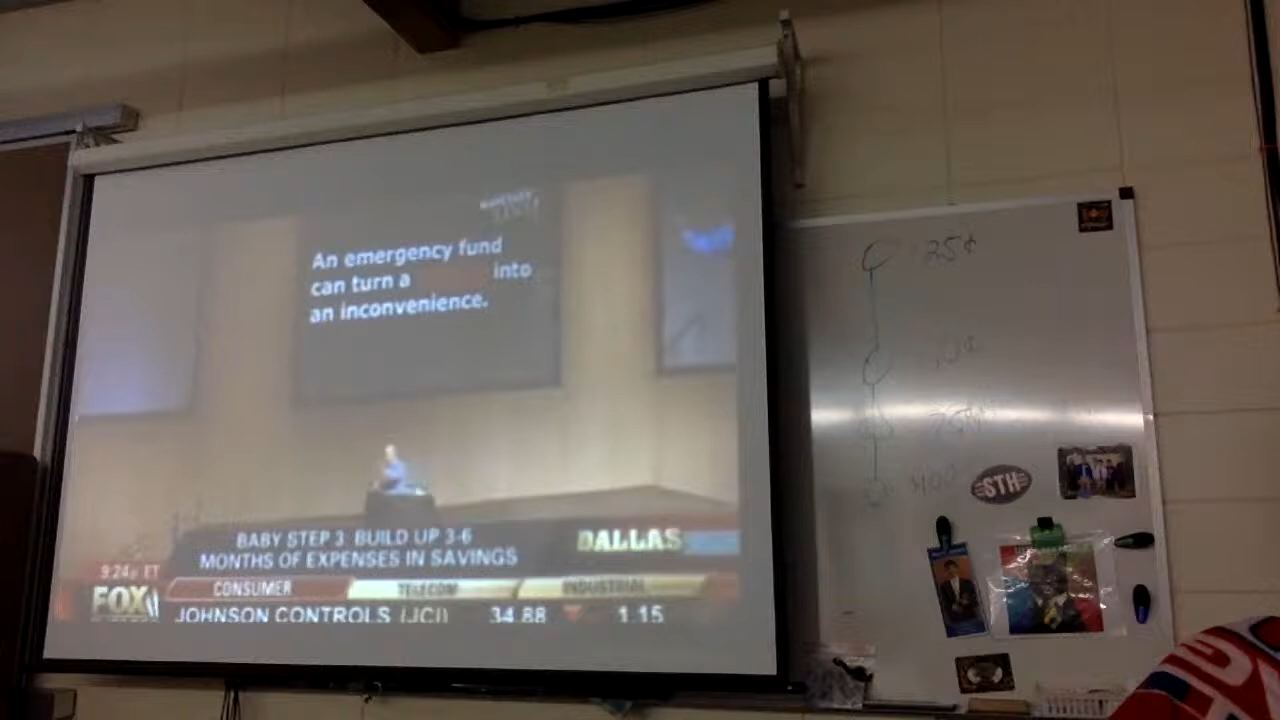 An emergency fund
can turn a into
an inconvenience.
BABY STEP 3 BUILD UP 3-6
MONTHS OF EXPENSES IN SAVINGS
DALLAS
9:24P ET
FOX
CONSUMER TELECOM INDUSTRIAL
JOHNSON CONTROLS (JCI) 34.88 1.15
25¢
STH